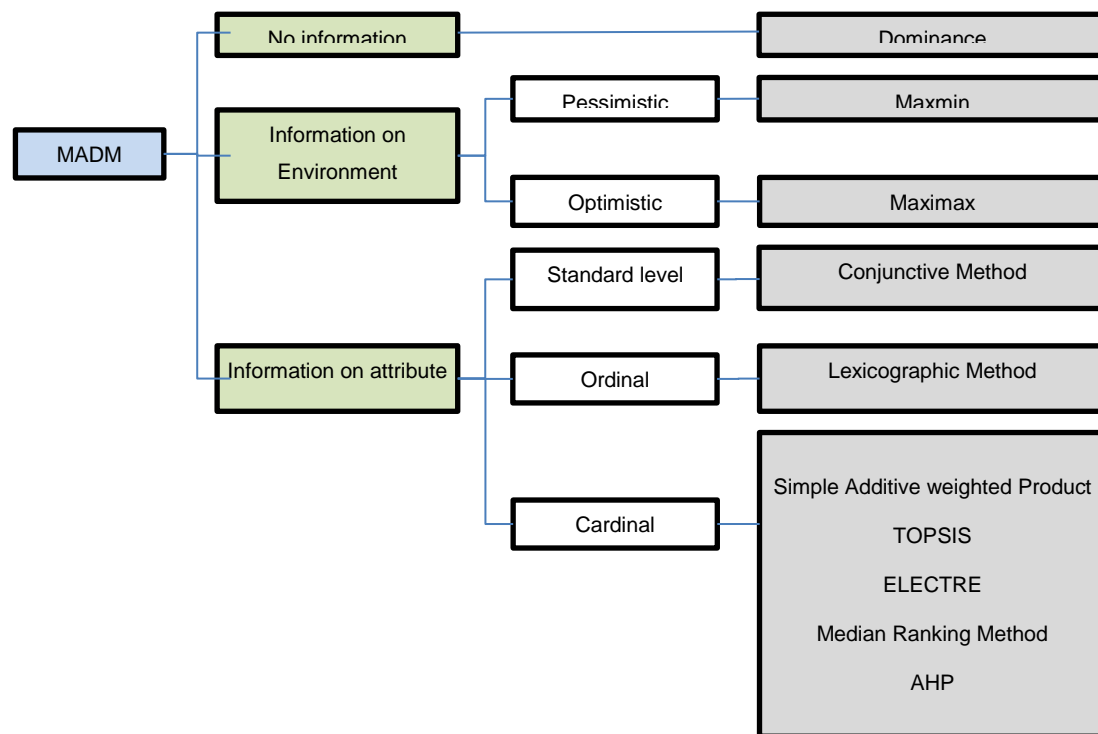 No information
Dominance
Pessimistic
Maxmin
Information on
Environment
MADM
Optimistic
Maximax
Standard level
Conjunctive Method
Information on attribute
Ordinal
Lexicographic Method
Cardinal
Simple Additive weighted Product
TOPSIS
ELECTRE
Median Ranking Method
AHP